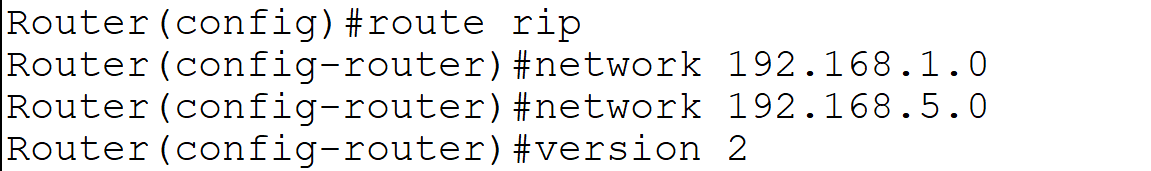 Router(config)#route rip
Router(config-router)#network 192.168.1.0
Router(config-router)#network 192.168.5.0
Router(config-router)#version 2